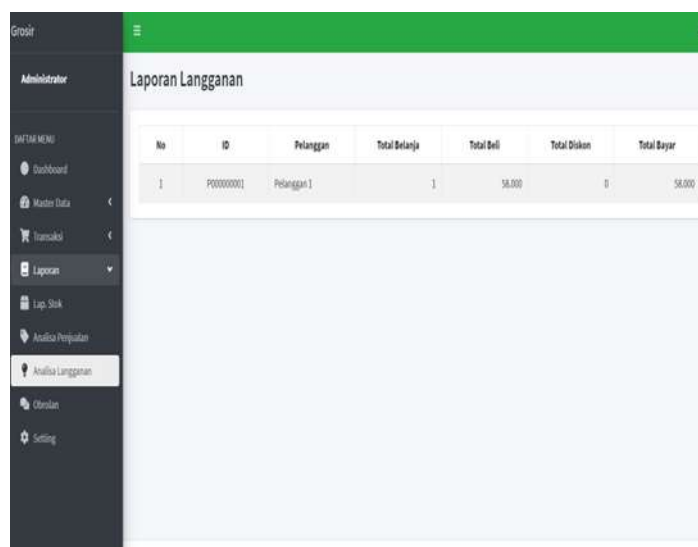 Grosir
Administrator
Laporan Langganan
DAFTAR MENU
Dashboard
Master Data
Transaksi
Laporan
Lap. Stok
Analisa Penjualan
Analisa Langganan
Obrolan
Setting
No ID Pelanggan Total Belanja Total Beli Total Diskon Total Bayar
1 P000000001 Pelanggan 1 1 58.000 0 58.000